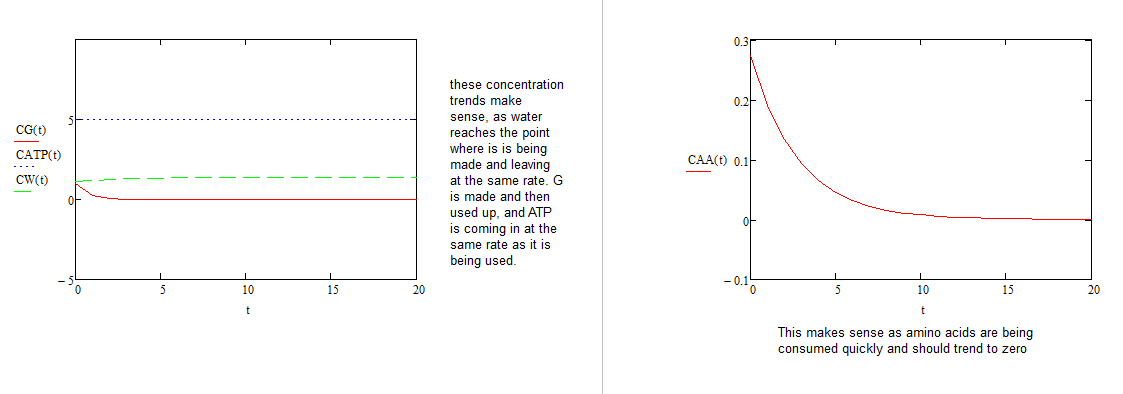 5
0
−5
CG(t)
CATP(t)
CW(t)
0
5
10
15
20
t
these concentration
trends make
sense, as water
reaches the point
where is is being
made and leaving
at the same rate. G
is made and then
used up, and ATP
is coming in at the
same rate as it is
being used.
0.3
0.2
0.1
0
−0.1
CAA(t)
0
5
10
15
20
t
This makes sense as amino acids are being
consumed quickly and should trend to zero